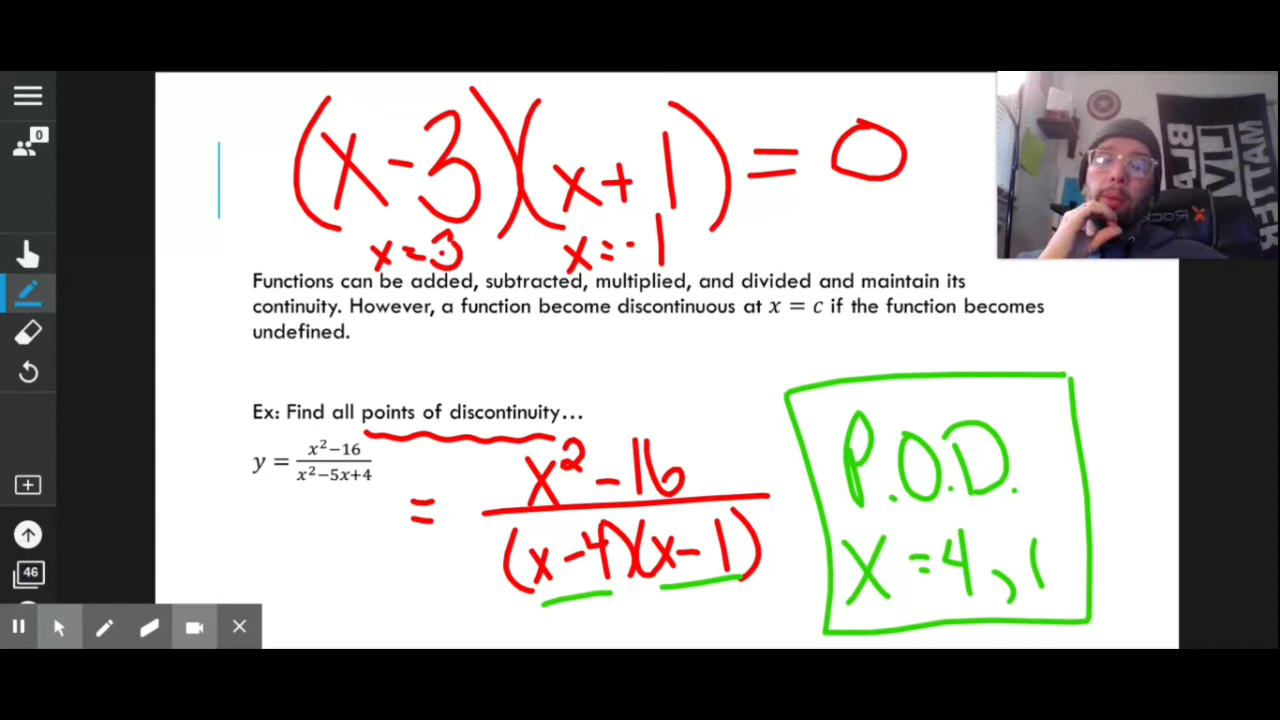 (x-3)(x+1)=0
x=3 x=-1
Functions can be added, subtracted, multiplied, and divided and maintain its
continuity. However, a function become discontinuous at x = c if the function becomes
undefined.
Ex: Find all points of discontinuity…
y = x²−16 / x²−5x+4
= x²-16 / (x-4)(x-1)
P.O.D.
x=4,1
0
46